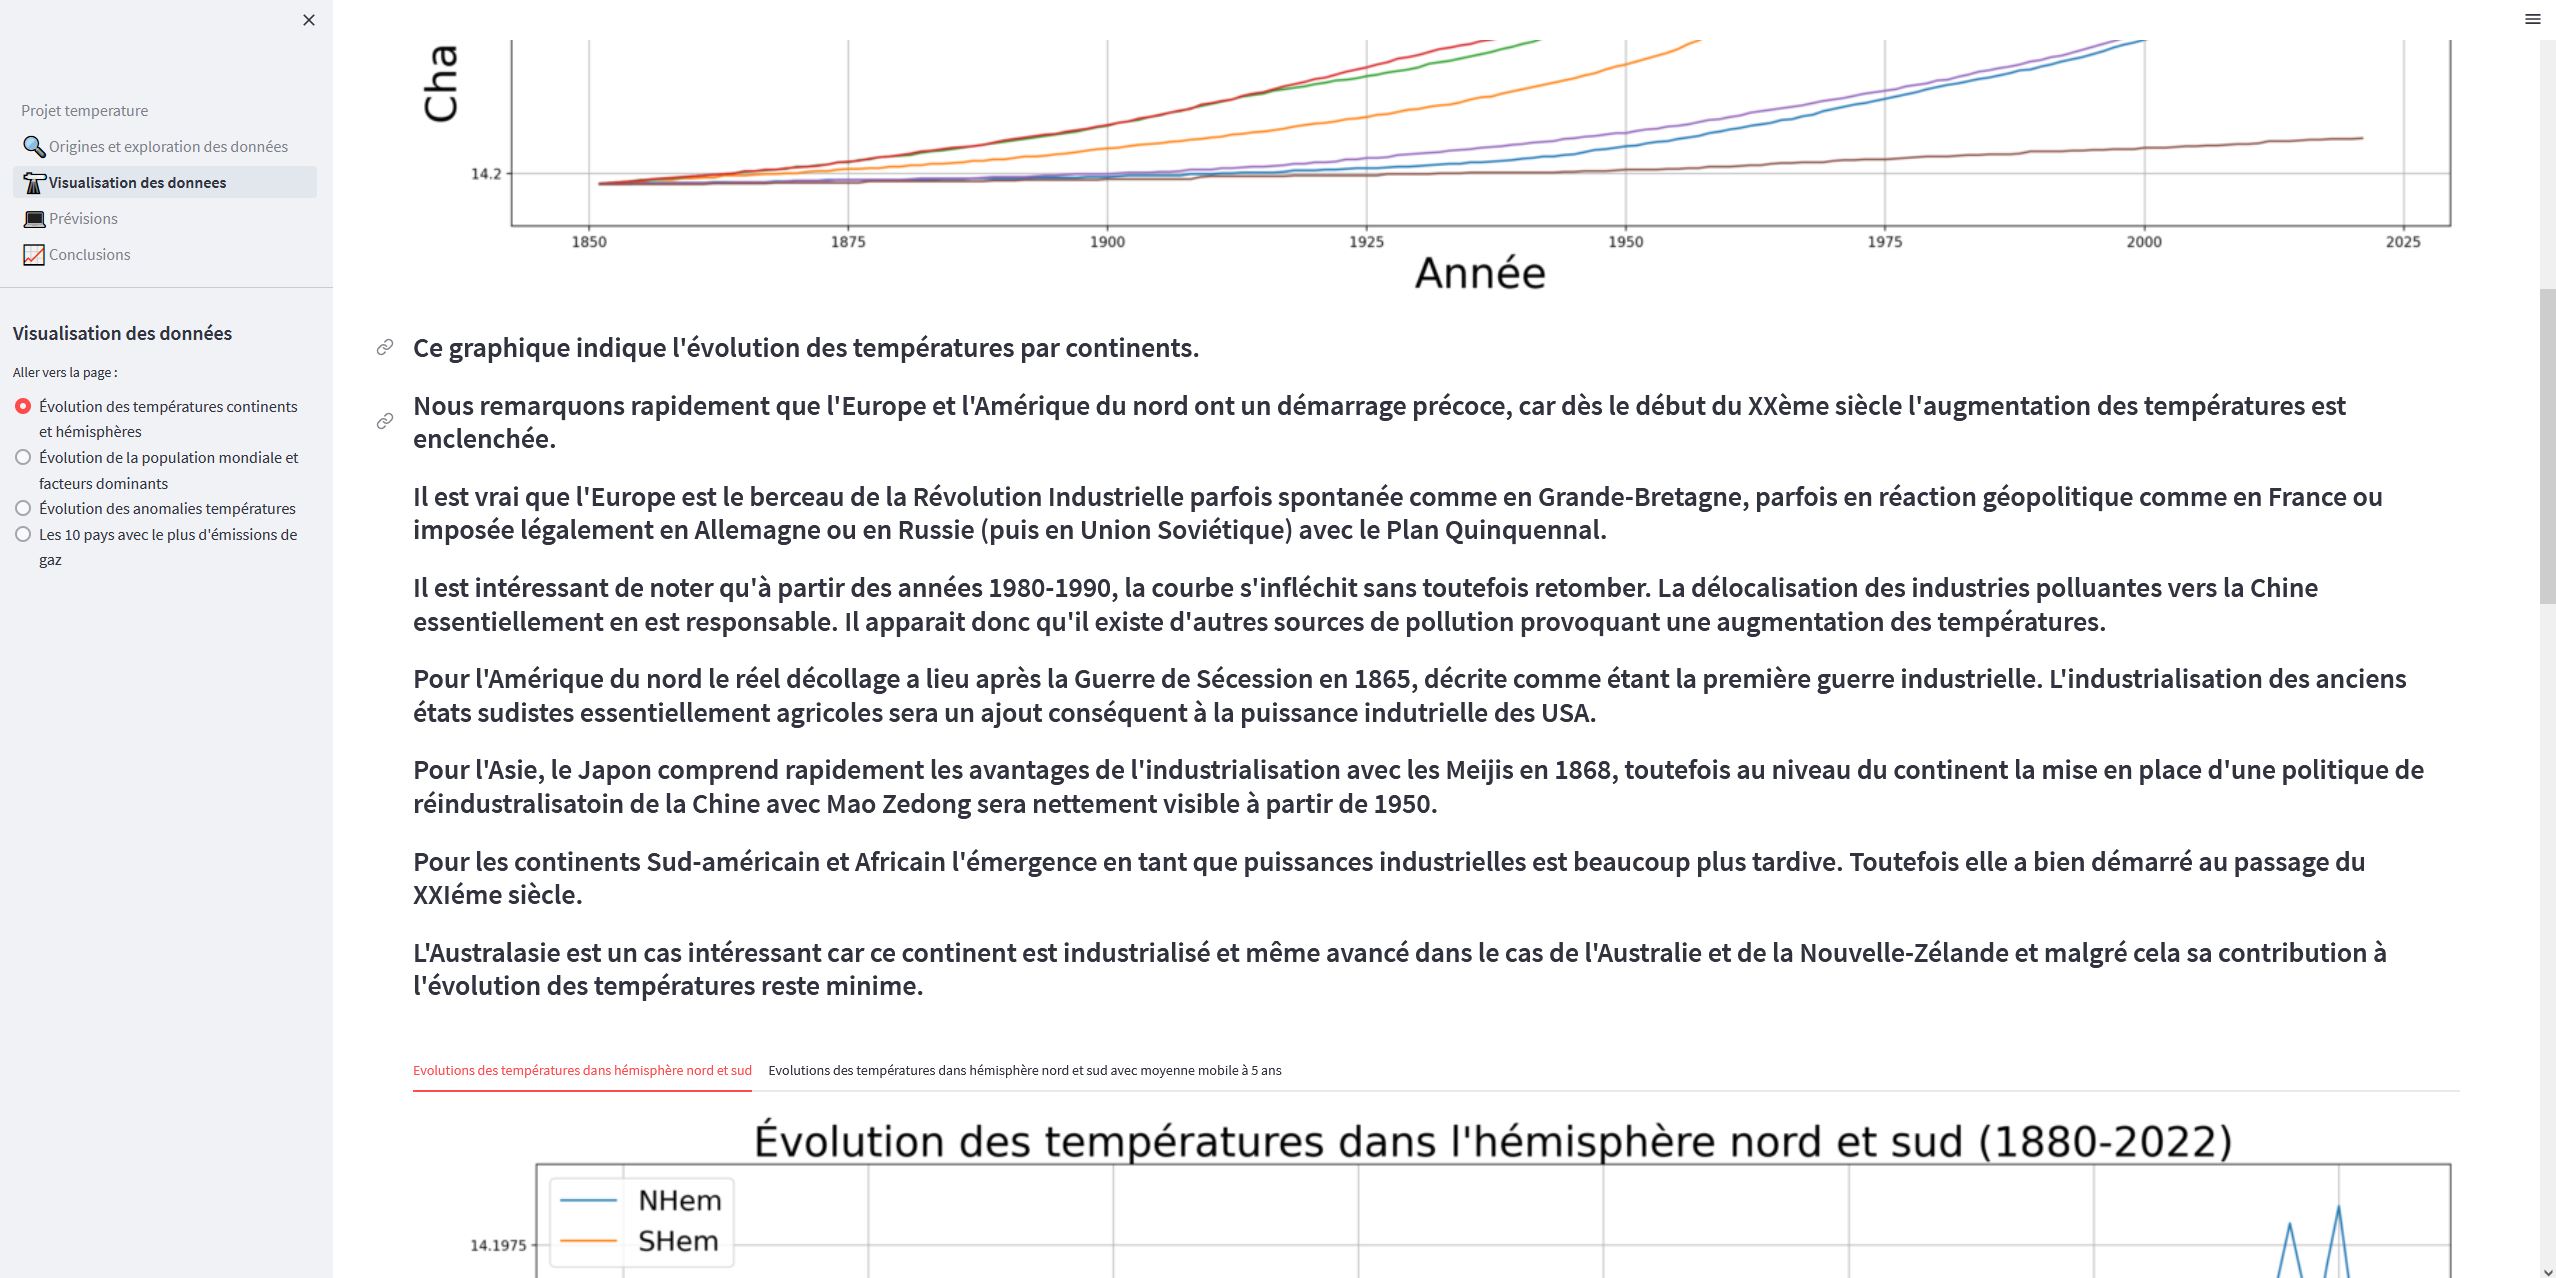 Projet temperature
Origines et exploration des données
Visualisation des donnees
Prévisions
Conclusions
Visualisation des données
Aller vers la page :
Évolution des températures continents
et hémisphères
Évolution de la population mondiale et
facteurs dominants
Évolution des anomalies températures
Les 10 pays avec le plus d'émissions de
gaz
Cha
14.2
1850 1875 1900 1925 1950 1975 2000 2025
Année
Ce graphique indique l'évolution des températures par continents.
Nous remarquons rapidement que l'Europe et l'Amérique du nord ont un démarrage précoce, car dès le début du XXème siècle l'augmentation des températures est
enclenchée.
Il est vrai que l'Europe est le berceau de la Révolution Industrielle parfois spontanée comme en Grande-Bretagne, parfois en réaction géopolitique comme en France ou
imposée légalement en Allemagne ou en Russie (puis en Union Soviétique) avec le Plan Quinquennal.
Il est intéressant de noter qu'à partir des années 1980-1990, la courbe s'infléchit sans toutefois retomber. La délocalisation des industries polluantes vers la Chine
essentiellement en est responsable. Il apparait donc qu'il existe d'autres sources de pollution provoquant une augmentation des températures.
Pour l'Amérique du nord le réel décollage a lieu après la Guerre de Sécession en 1865, décrite comme étant la première guerre industrielle. L'industrialisation des anciens
états sudistes essentiellement agricoles sera un ajout conséquent à la puissance indutrielle des USA.
Pour l'Asie, le Japon comprend rapidement les avantages de l'industrialisation avec les Meijis en 1868, toutefois au niveau du continent la mise en place d'une politique de
réindustralisatoin de la Chine avec Mao Zedong sera nettement visible à partir de 1950.
Pour les continents Sud-américain et Africain l'émergence en tant que puissances industrielles est beaucoup plus tardive. Toutefois elle a bien démarré au passage du
XXIéme siècle.
L'Australasie est un cas intéressant car ce continent est industrialisé et même avancé dans le cas de l'Australie et de la Nouvelle-Zélande et malgré cela sa contribution à
l'évolution des températures reste minime.
Evolutions des températures dans hémisphère nord et sud Evolutions des températures dans hémisphère nord et sud avec moyenne mobile à 5 ans
Évolution des températures dans l'hémisphère nord et sud (1880-2022)
NHem
SHem
14.1975